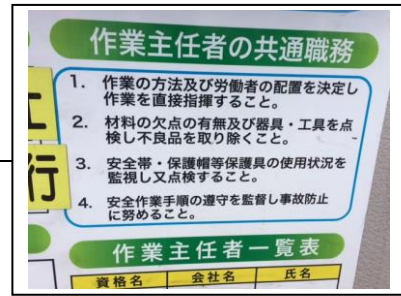 作業主任者の共通職務
1. 作業の方法及び労働者の配置を決定し
作業を直接指揮すること。
2. 材料の欠点の有無及び器具・工具を点
検し不良品を取り除くこと。
3. 安全帯・保護帽等保護具の使用状況を
監視し又点検すること。
4. 安全作業手順の遵守を監督し事故防止
に努めること。
行
作業主任者一覧表
資格名 会社名 氏名